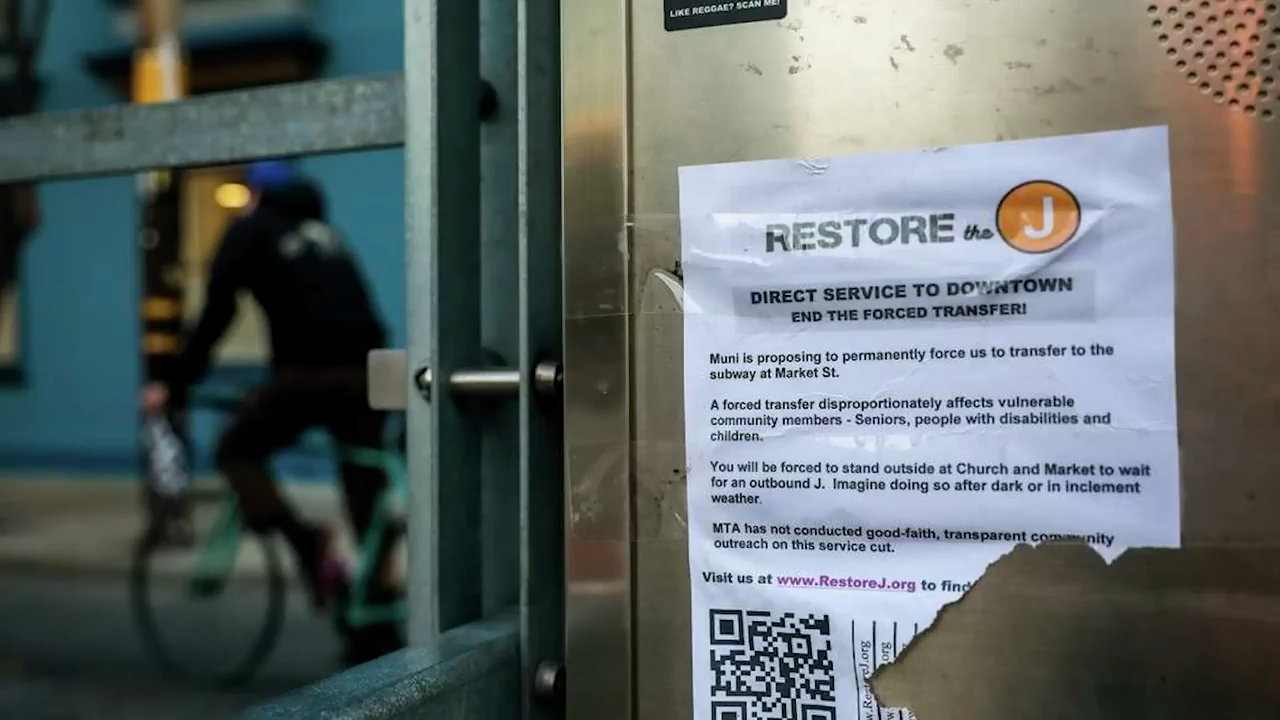 LIKE REGGAE? SCAN ME!
RESTORE the J
DIRECT SERVICE TO DOWNTOWN
END THE FORCED TRANSFER!
Muni is proposing to permanently force us to transfer to the
subway at Market St.
A forced transfer disproportionately affects vulnerable
community members - Seniors, people with disabilities and
children.
You will be forced to stand outside at Church and Market to wait
for an outbound J. Imagine doing so after dark or in inclement
weather.
MTA has not conducted good-faith, transparent community
outreach on this service cut.
Visit us at www.RestoreJ.org to find